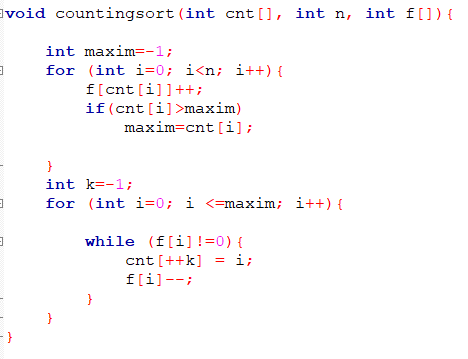 void countingsort(int cnt[], int n, int f[]){
int maxim=-1;
for (int i=0; i<n; i++){
f[cnt[i]]++;
if(cnt[i]>maxim)
maxim=cnt[i];
}
int k=-1;
for (int i=0; i <=maxim; i++){
while (f[i]!=0){
cnt[++k] = i;
f[i]--;
}
}
}